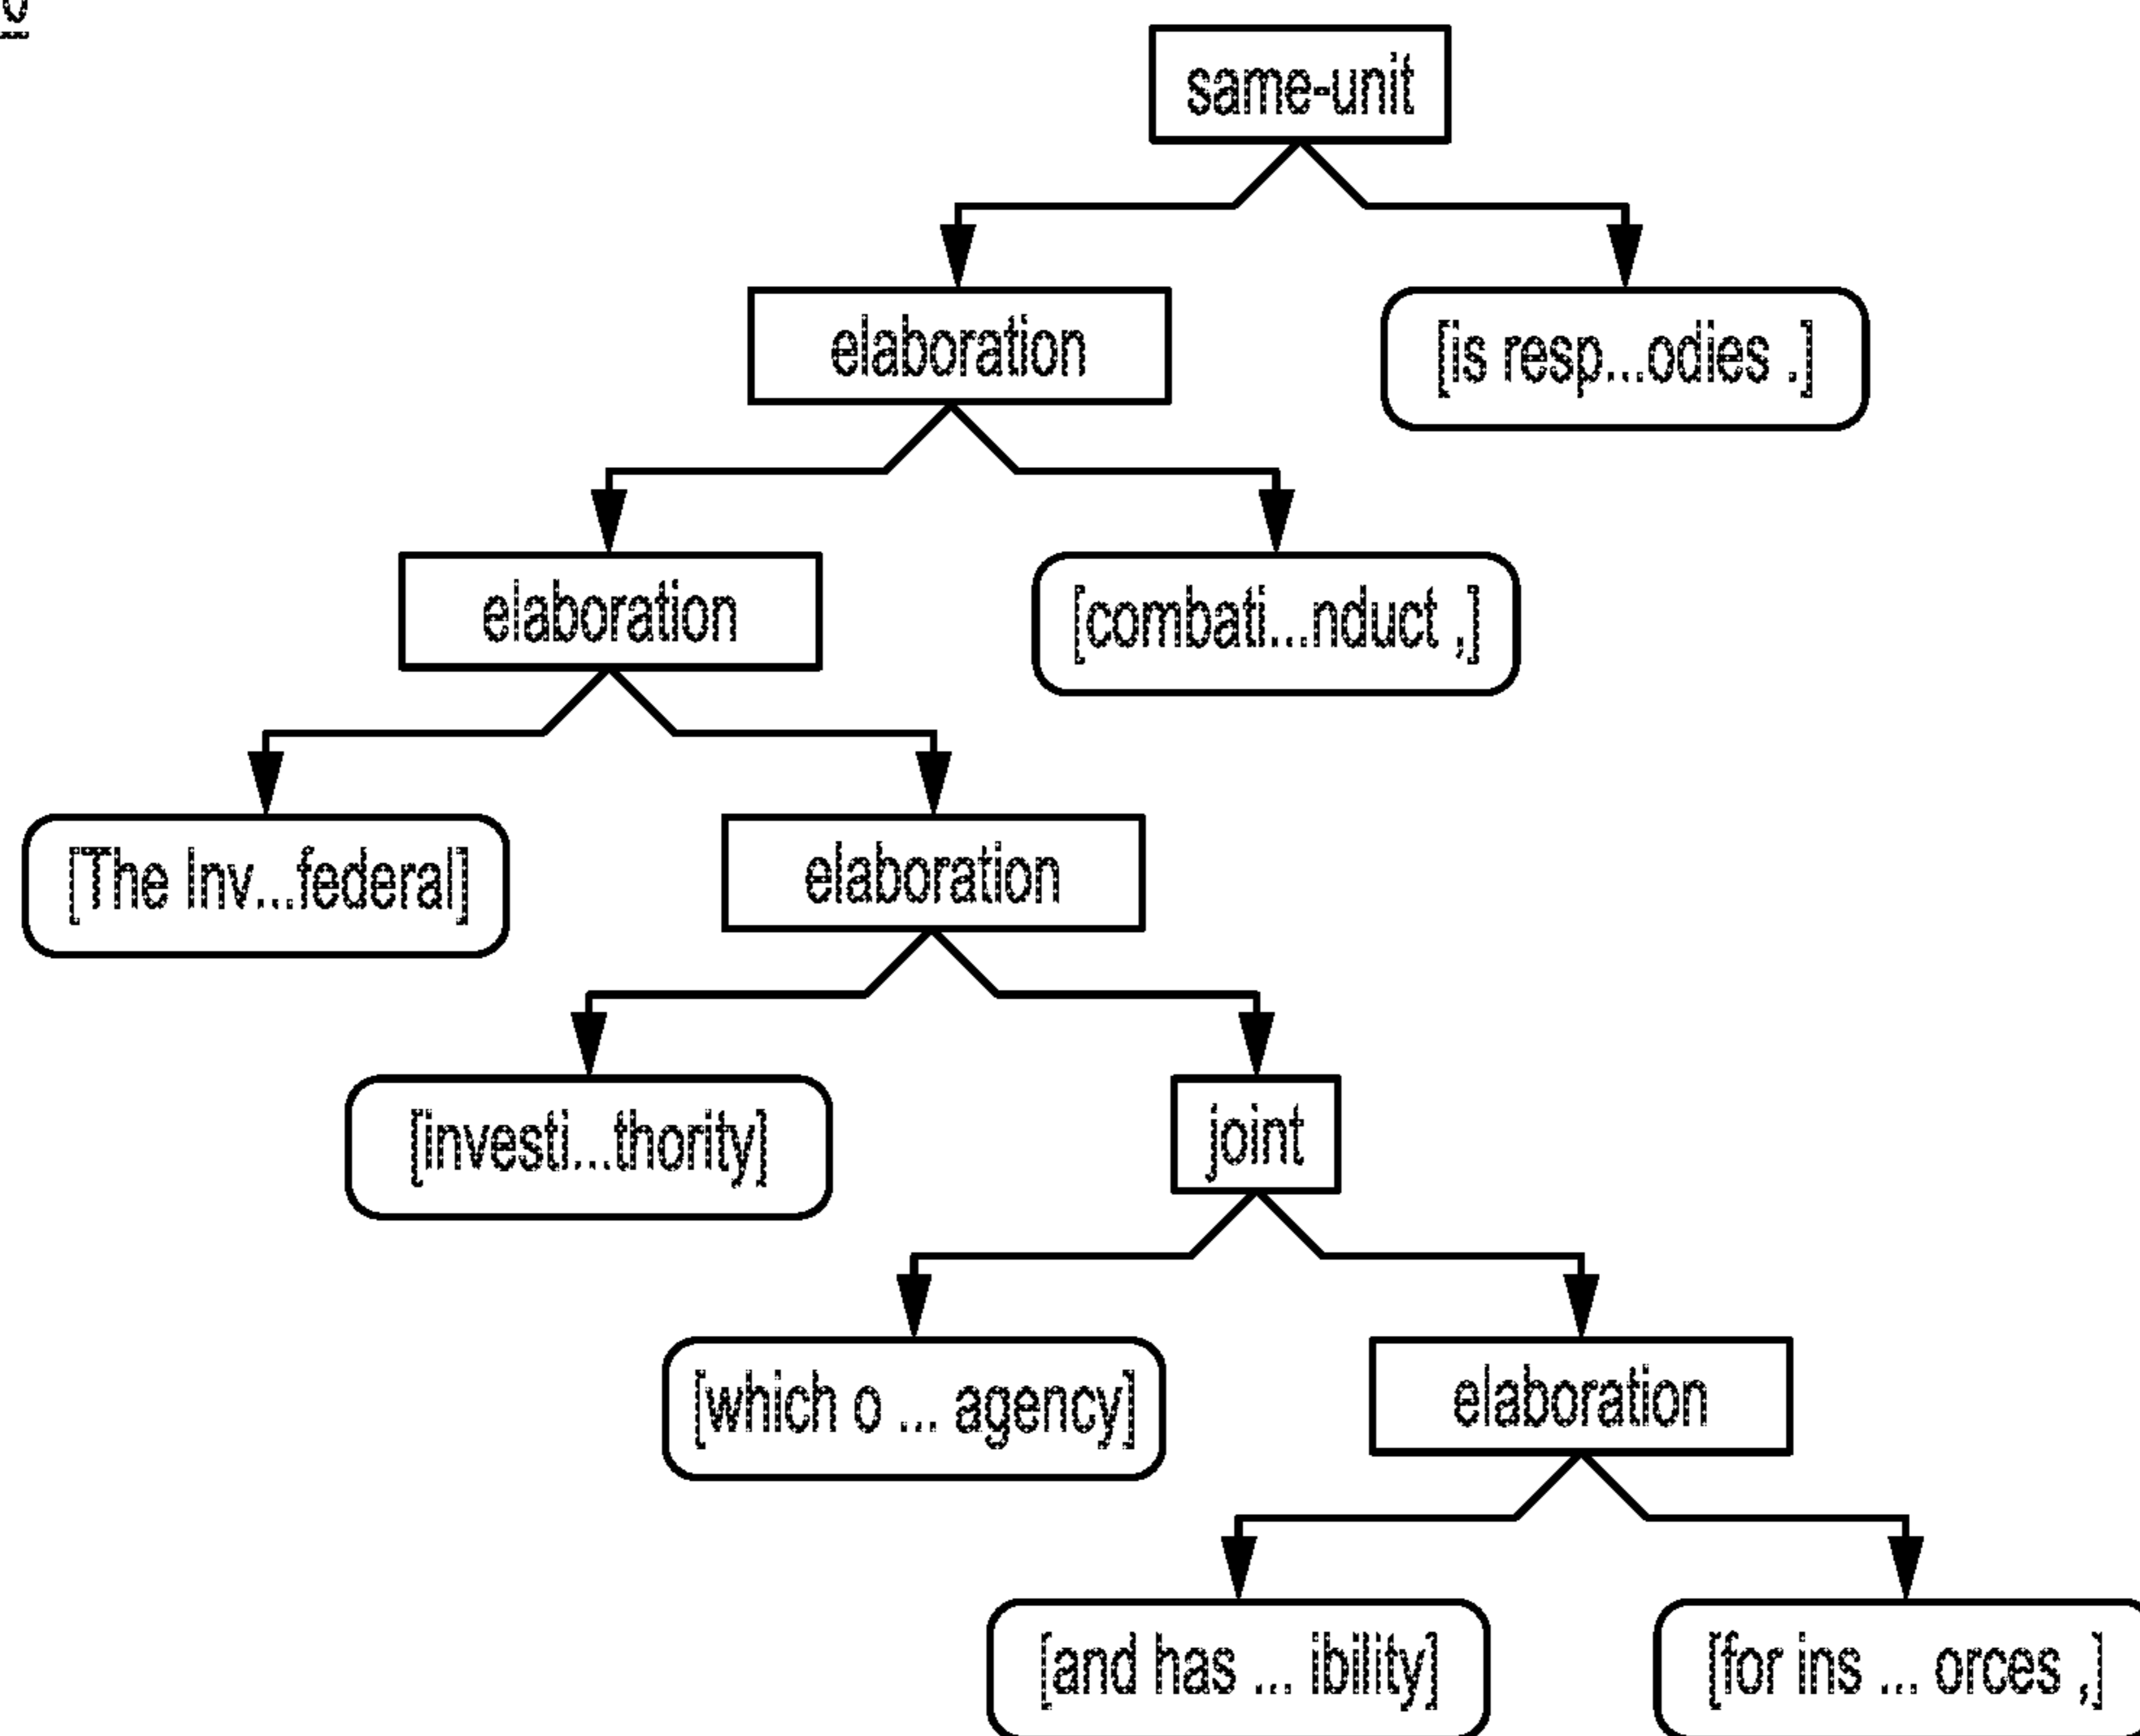 same-unit
elaboration
[is resp...odies .]
elaboration
[combati...nduct ,]
[The Inv...federal]
elaboration
[investi...thority]
joint
[which o ... agency]
elaboration
[and has ... ibility]
[for ins ... orces ,]